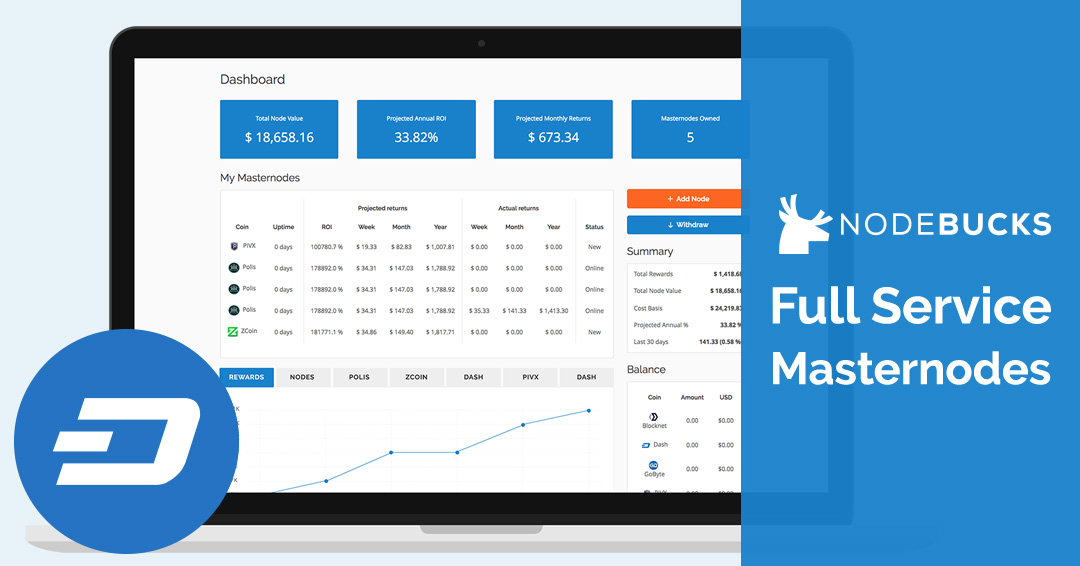 Dashboard
Total Node Value
$ 18,658.16
Projected Annual ROI
33.82%
Projected Monthly Returns
$ 673.34
Masternodes Owned
5
My Masternodes
Projected returns Actual returns
Coin Uptime ROI Week Month Year Week Month Year Status
PIVX 0 days 100780.7 % $ 19.33 $ 82.83 $ 1,007.81 $ 0.00 $ 0.00 $ 0.00 New
Polis 0 days 178892.0 % $ 34.31 $ 147.03 $ 1,788.92 $ 0.00 $ 0.00 $ 0.00 Online
Polis 0 days 178892.0 % $ 34.31 $ 147.03 $ 1,788.92 $ 0.00 $ 0.00 $ 0.00 Online
Polis 0 days 178892.0 % $ 34.31 $ 147.03 $ 1,788.92 $ 35.33 $ 141.33 $ 1,413.30 Online
ZCoin 0 days 181771.1 % $ 34.86 $ 149.40 $ 1,817.71 $ 0.00 $ 0.00 $ 0.00 New
+ Add Node
↓ Withdraw
Summary
Total Rewards $ 1,418.68
Total Node Value $ 18,658.16
Cost Basis $ 24,219.83
Projected Annual % 33.82 %
Last 30 days 141.33 (0.58 %
REWARDS NODES POLIS ZCOIN DASH PIVX DASH
K
K
Balance
Coin Amount USD
Blocknet 0.00 $0.00
Dash 0.00 $0.00
GO
GoByte 0.00 $0.00
NODEBUCKS
Full Service
Masternodes